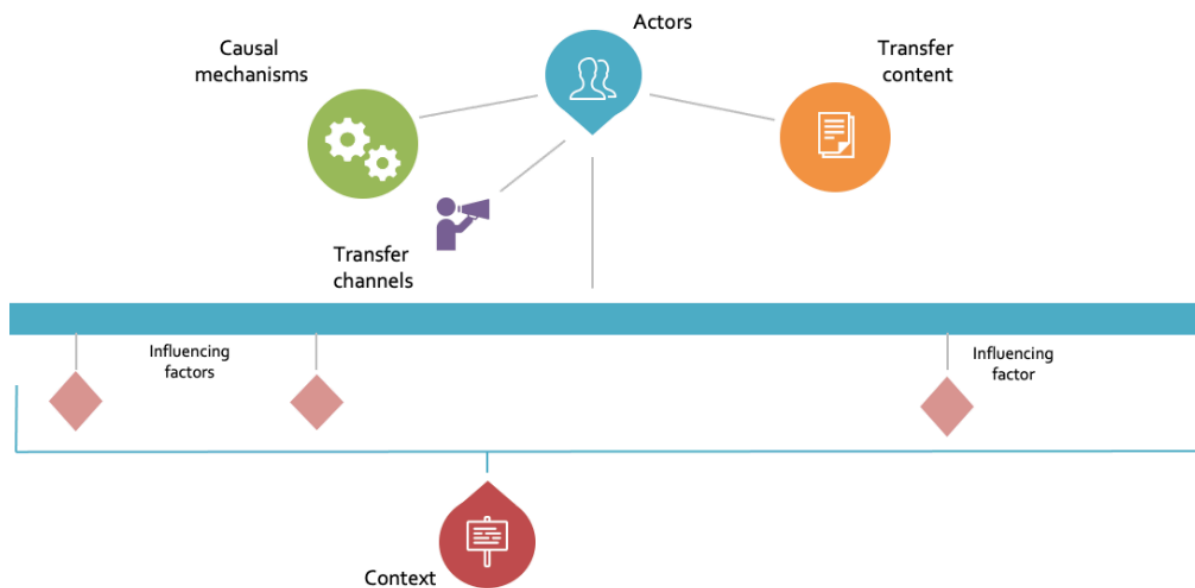 Actors
Causal
mechanisms
Transfer
content
Transfer
channels
Influencing
factors
Influencing
factor
Context